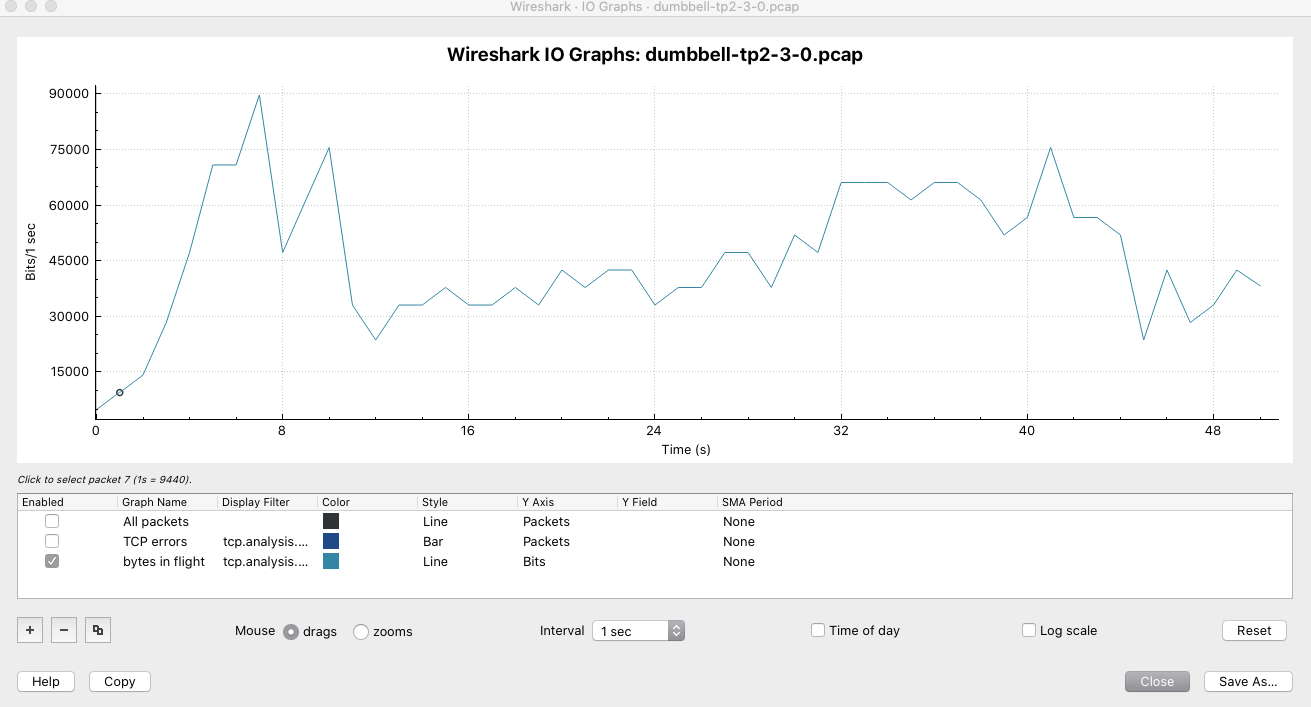 Wireshark · IO Graphs · dumbbell-tp2-3-0.pcap
Wireshark IO Graphs: dumbbell-tp2-3-0.pcap
90000
75000
60000
45000
30000
15000
Bits/1 sec
0 8 16 24 32 40 48
Time (s)
Click to select packet 7 (1s = 9440).
Enabled Graph Name Display Filter Color Style Y Axis Y Field SMA Period
All packets Line Packets None
TCP errors tcp.analysis.... Bar Packets None
bytes in flight tcp.analysis.... Line Bits None
+ − Mouse drags zooms Interval 1 sec Time of day Log scale Reset
Help Copy Close Save As...